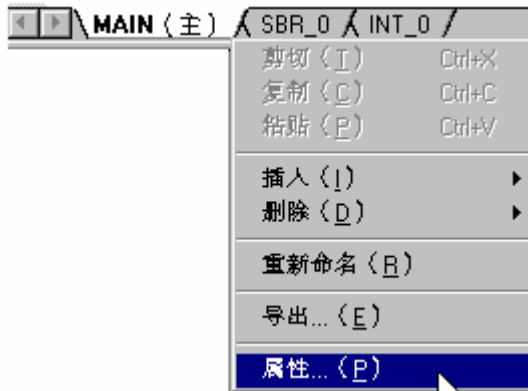 MAIN（主） SBR_0 INT_0
剪切（T） Ctrl+X
复制（C） Ctrl+C
粘贴（P） Ctrl+V
插入（I）
删除（D）
重新命名（R）
导出...（E）
属性...（P）